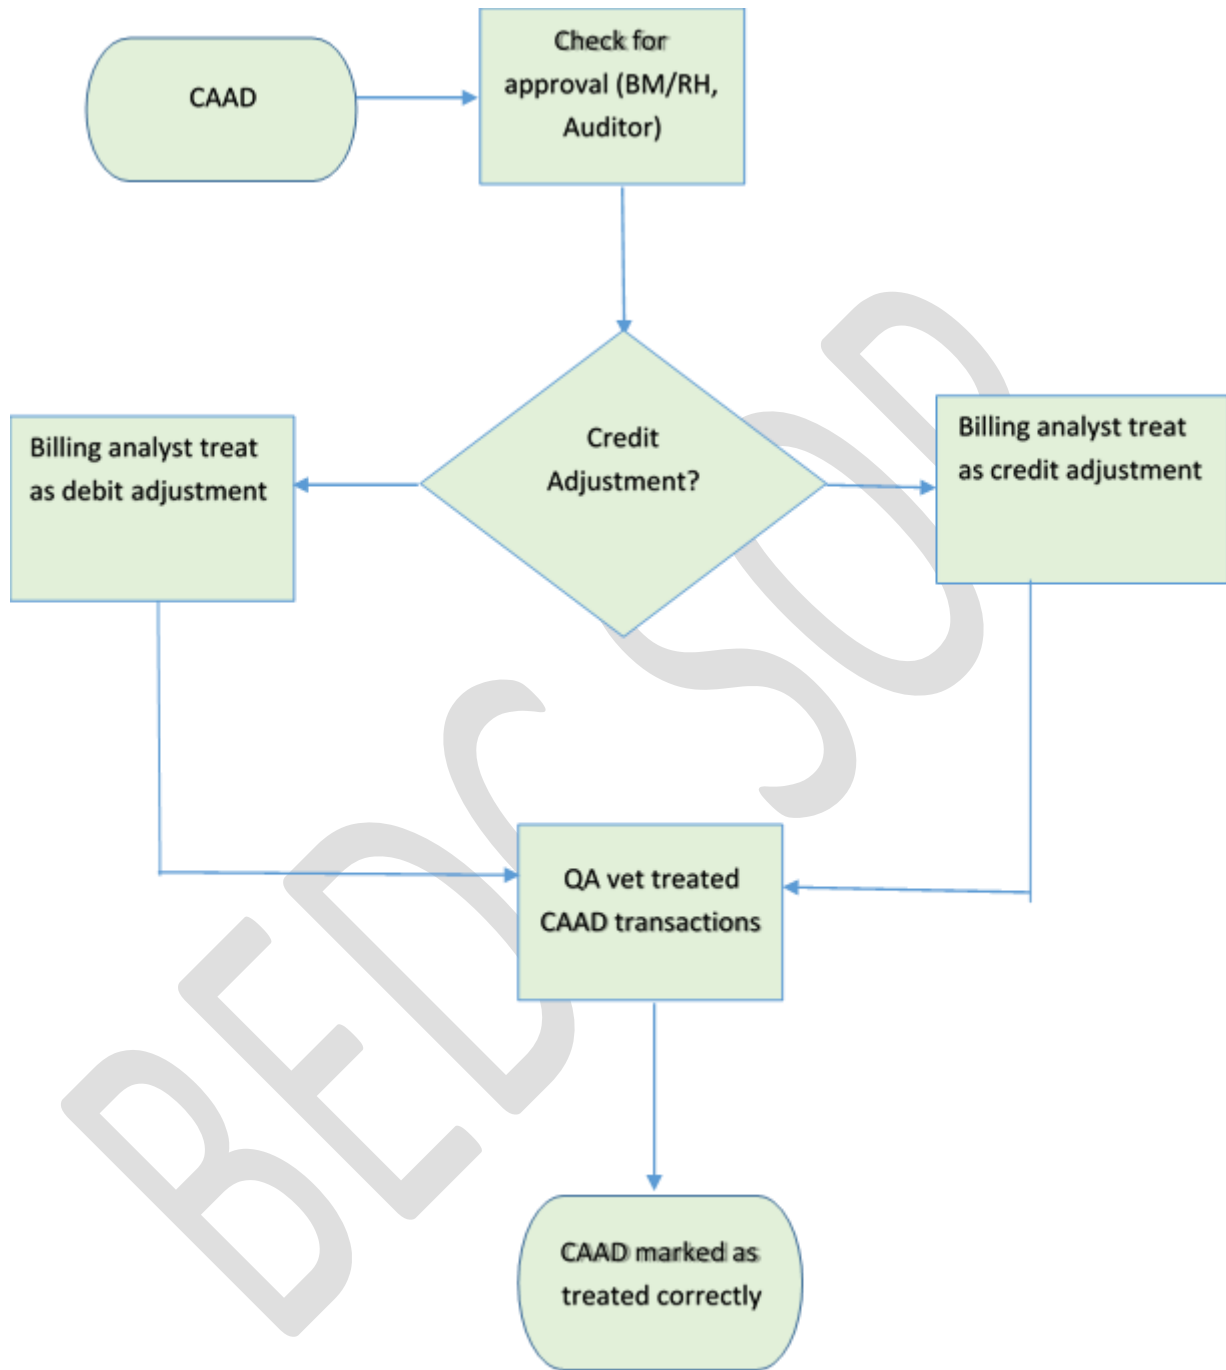 CAAD
Check for
approval (BM/RH,
Auditor)
Credit
Adjustment?
Billing analyst treat
as debit adjustment
Billing analyst treat
as credit adjustment
QA vet treated
CAAD transactions
CAAD marked as
treated correctly
BEDC SOP